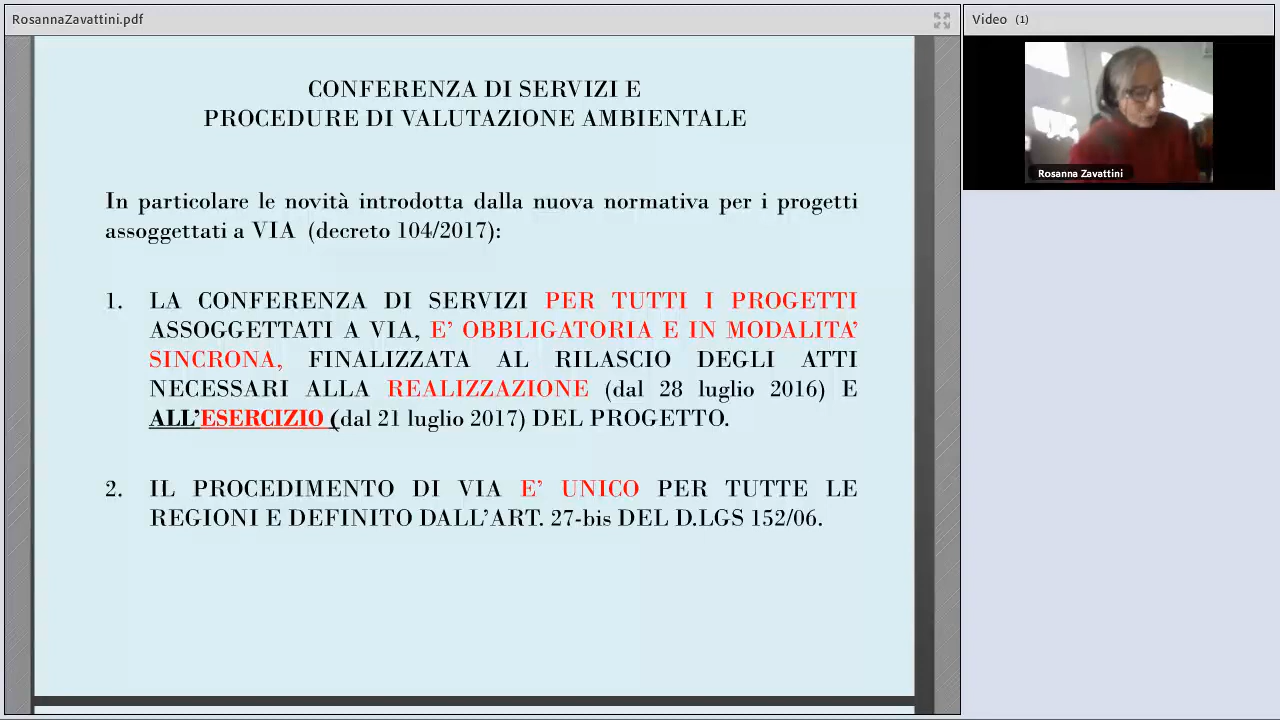 RosannaZavattini.pdf
Video (1)
Rosanna Zavattini
CONFERENZA DI SERVIZI E
PROCEDURE DI VALUTAZIONE AMBIENTALE
In particolare le novità introdotta dalla nuova normativa per i progetti
assoggettati a VIA (decreto 104/2017):
1. LA CONFERENZA DI SERVIZI PER TUTTI I PROGETTI
ASSOGGETTATI A VIA, E’ OBBLIGATORIA E IN MODALITA’
SINCRONA, FINALIZZATA AL RILASCIO DEGLI ATTI
NECESSARI ALLA REALIZZAZIONE (dal 28 luglio 2016) E
ALL’ESERCIZIO (dal 21 luglio 2017) DEL PROGETTO.
2. IL PROCEDIMENTO DI VIA E’ UNICO PER TUTTE LE
REGIONI E DEFINITO DALL’ART. 27-bis DEL D.LGS 152/06.